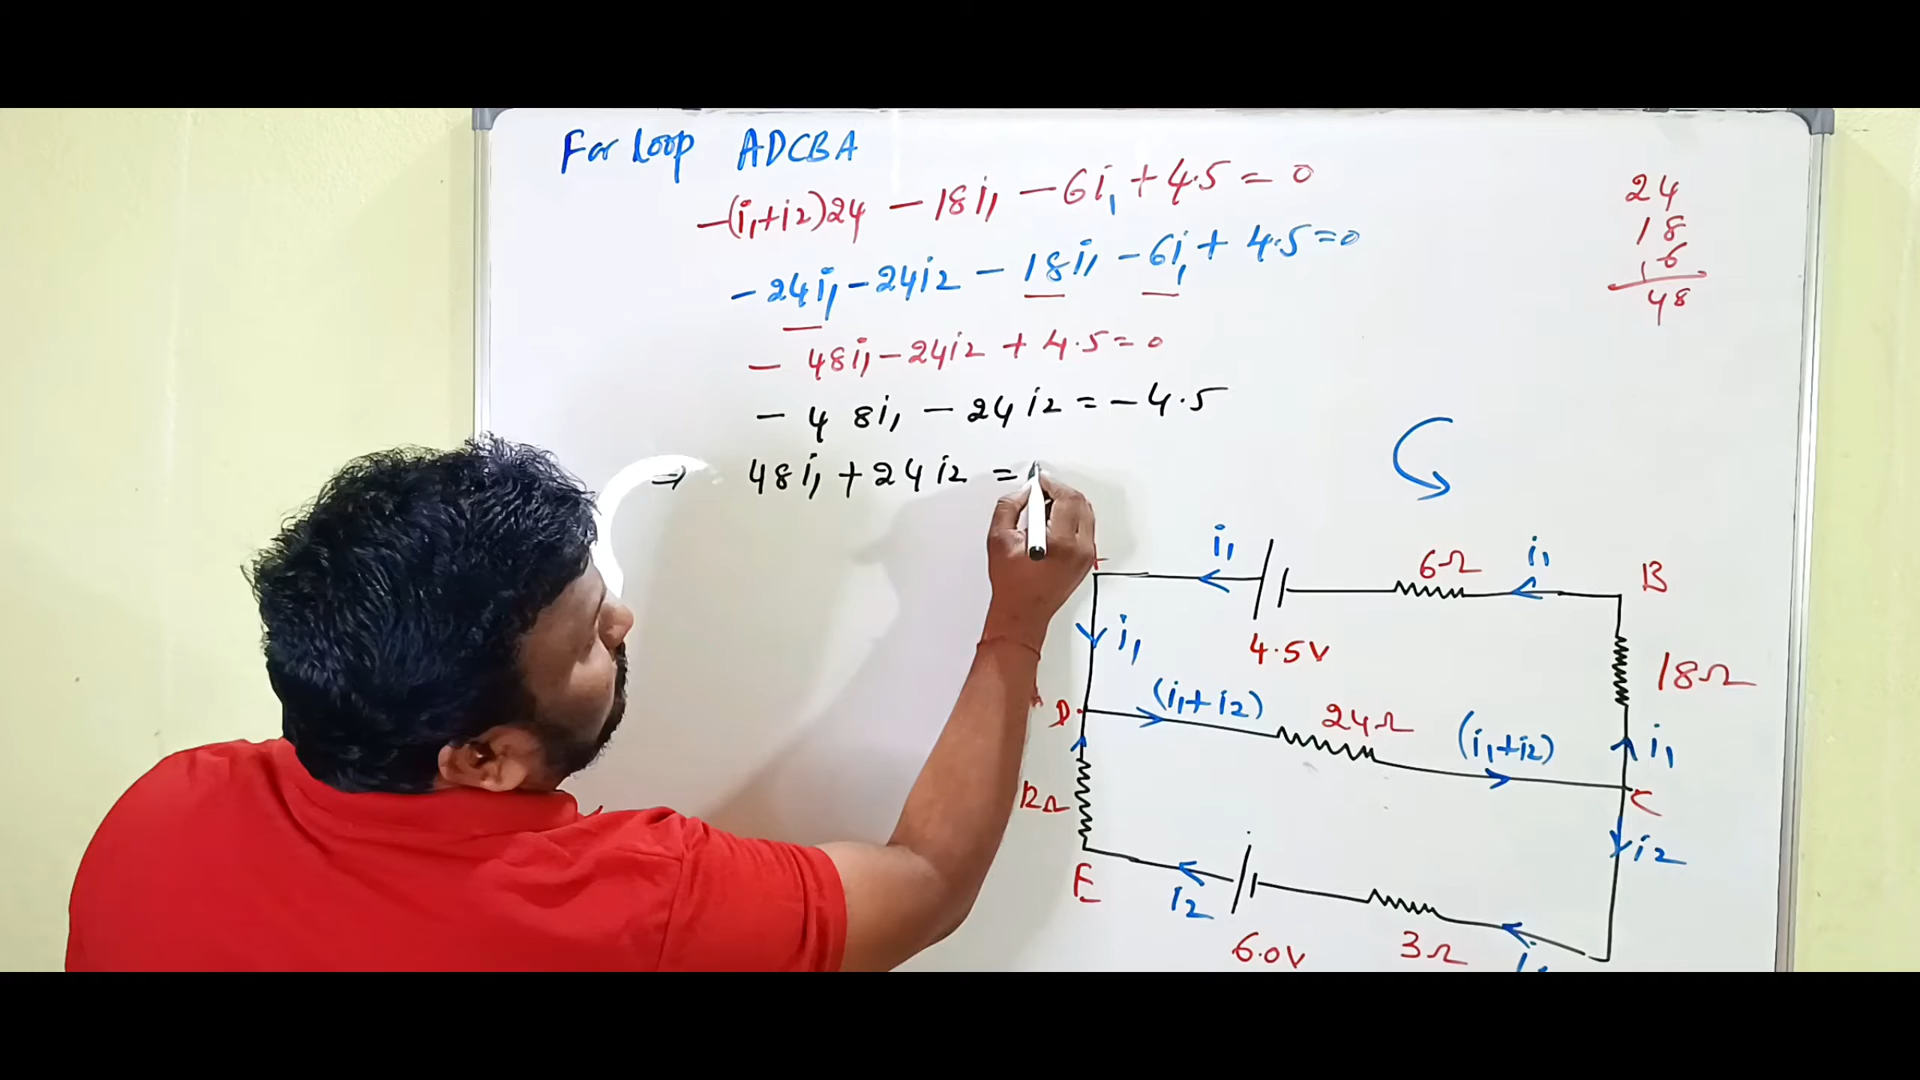 For loop ADCBA
-(i1+i2)24 - 18i1 - 6i1 + 4.5 = 0
- 24i1 - 24i2 - 18i1 - 6i1 + 4.5 = 0
- 48i1 - 24i2 + 4.5 = 0
- 48i1 - 24i2 = - 4.5
⇒ 48i1 + 24i2 =
24
18
6
48
i1
6Ω
i1
B
4.5V
i1
18Ω
D
(i1+i2)
24Ω
(i1+i2)
i1
12Ω
C
i2
E
i2
6.0V
3Ω